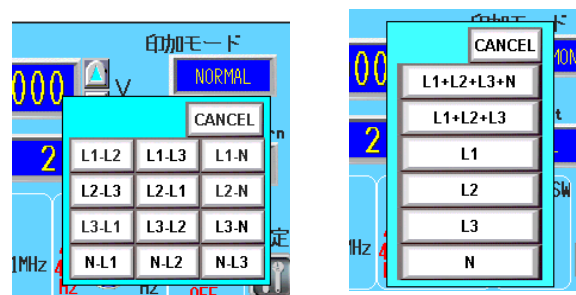 印加モード
000
V
NORMAL
CANCEL
2
L1-L2 L1-L3 L1-N
L2-L3 L2-L1 L2-N
L3-L1 L3-L2 L3-N
N-L1 N-L2 N-L3
定
1MHz
OFF
CANCEL
00
L1+L2+L3+N
L1+L2+L3
2
L1
L2
SW
L3
Hz
N